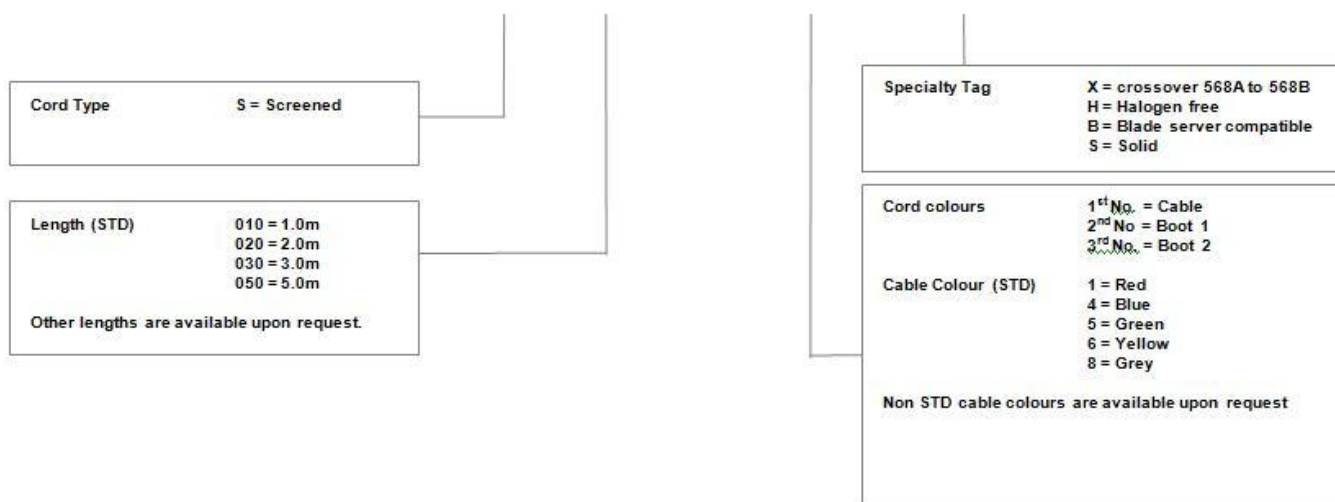 Cord Type S = Screened
Length (STD) 010 = 1.0m
020 = 2.0m
030 = 3.0m
050 = 5.0m
Other lengths are available upon request.
Specialty Tag X = crossover 568A to 568B
H = Halogen free
B = Blade server compatible
S = Solid
Cord colours 1st No. = Cable
2nd No = Boot 1
3rd No. = Boot 2
Cable Colour (STD) 1 = Red
4 = Blue
5 = Green
6 = Yellow
8 = Grey
Non STD cable colours are available upon request